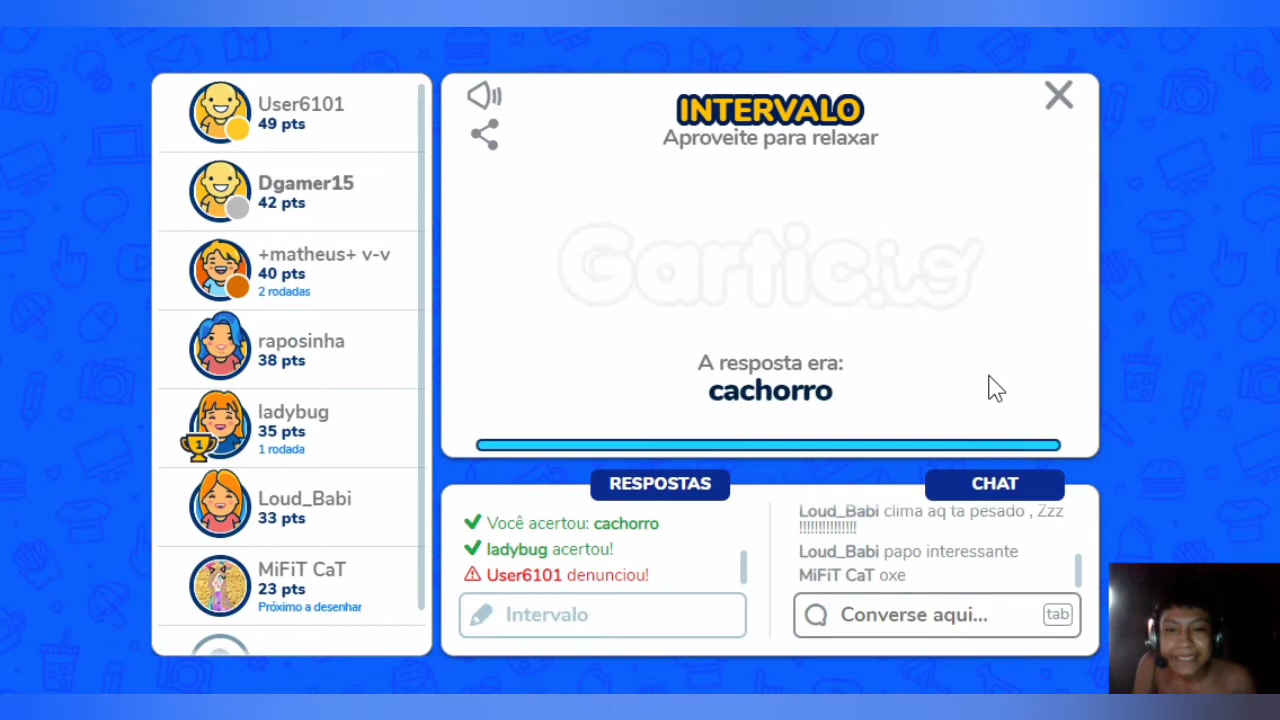 User6101
49 pts
Dgamer15
42 pts
+matheus+ v-v
40 pts
2 rodadas
raposinha
38 pts
1
ladybug
35 pts
1 rodada
Loud_Babi
33 pts
MiFiT CaT
23 pts
Próximo a desenhar
INTERVALO
Aproveite para relaxar
Gartic.io
A resposta era:
cachorro
RESPOSTAS
Você acertou: cachorro
ladybug acertou!
User6101 denunciou!
Intervalo
CHAT
Loud_Babi clima aq ta pesado , Zzz
!!!!!!!!!!!!!!!
Loud_Babi papo interessante
MiFiT CaT oxe
Converse aqui...
tab